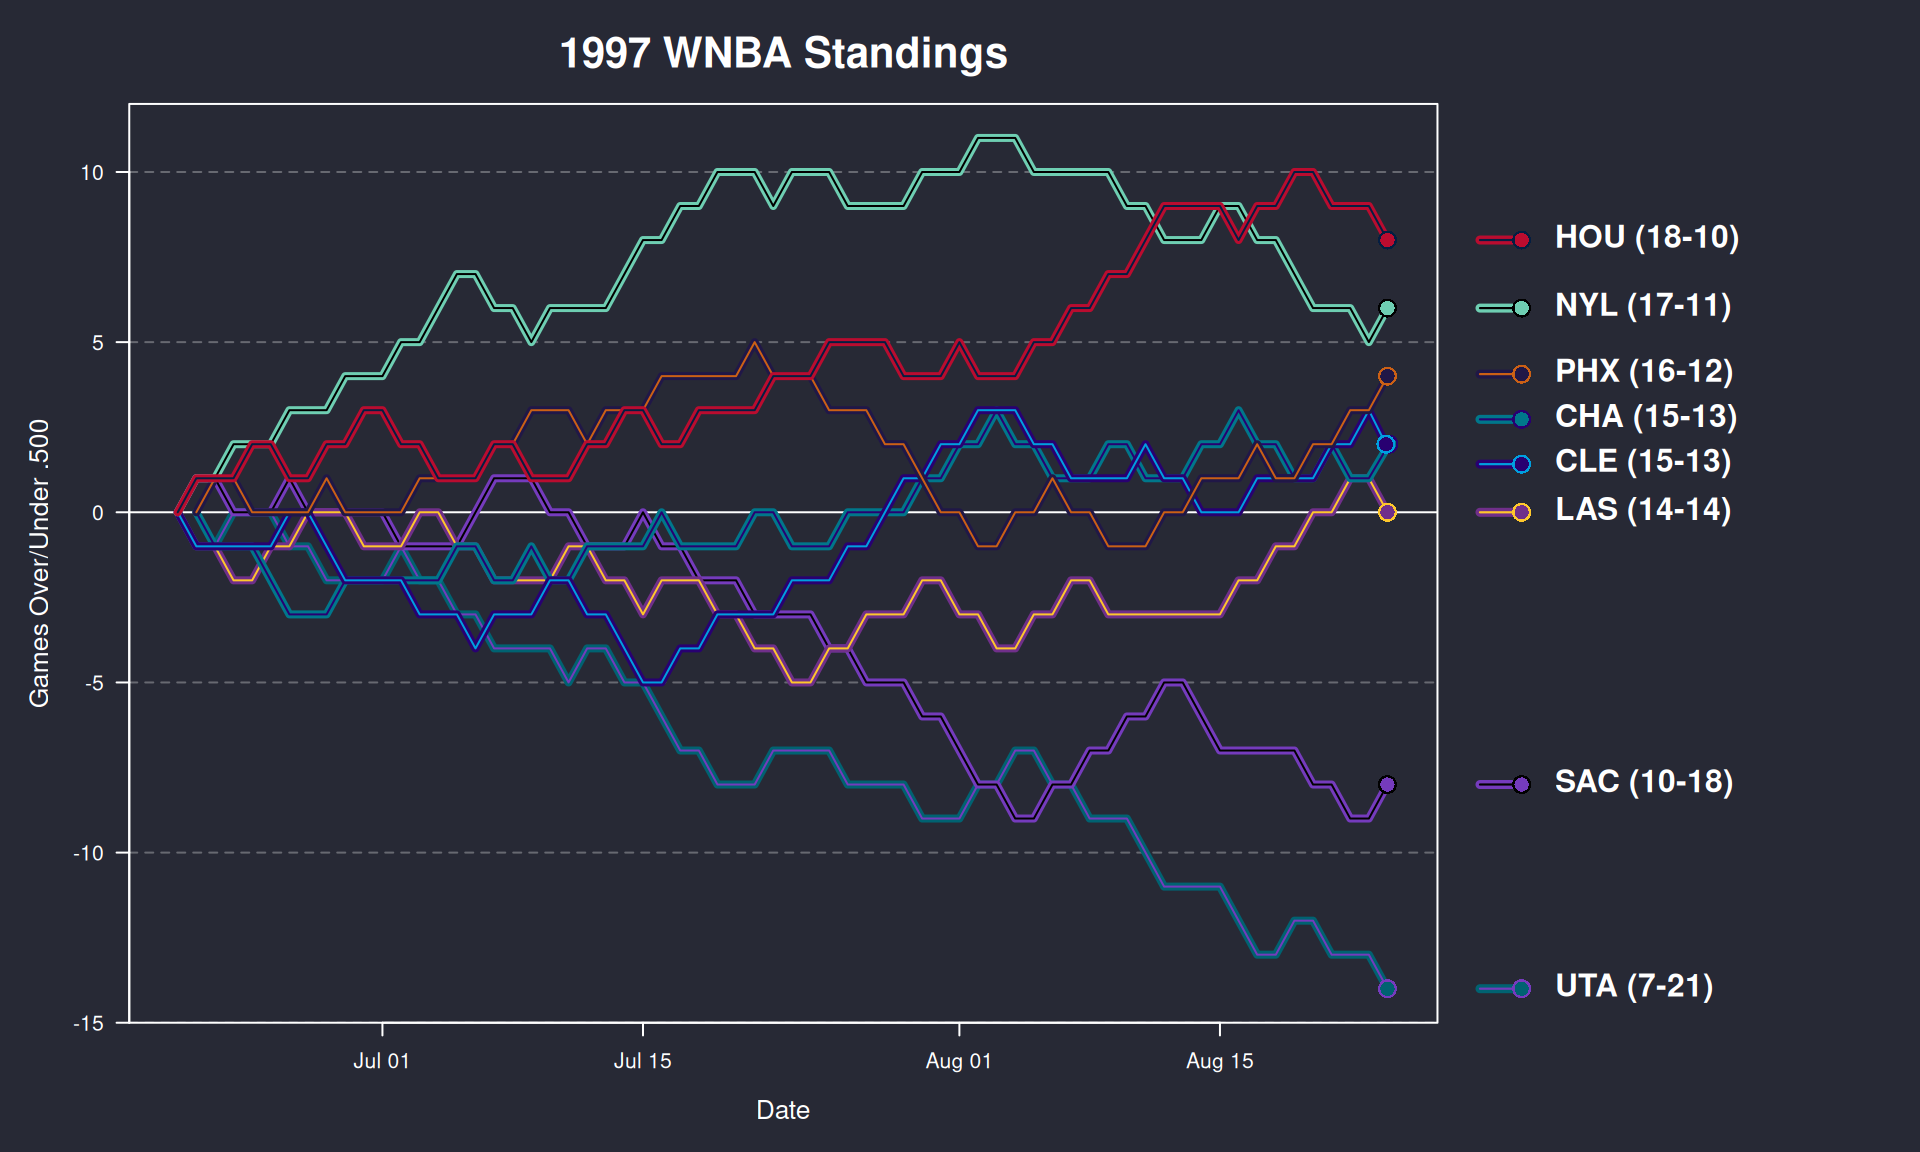 1997 WNBA Standings
Games Over/Under .500
10
5
0
-5
-10
-15
Jul 01
Jul 15
Aug 01
Aug 15
Date
HOU (18-10)
NYL (17-11)
PHX (16-12)
CHA (15-13)
CLE (15-13)
LAS (14-14)
SAC (10-18)
UTA (7-21)